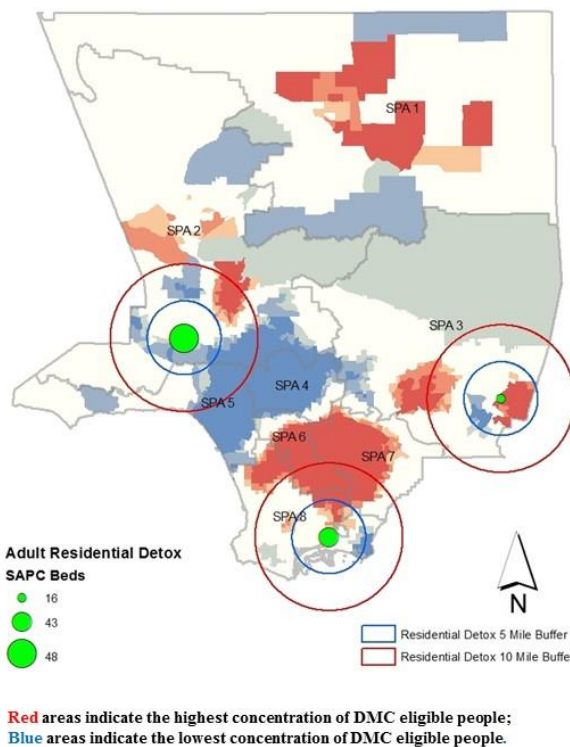 SPA 1
SPA 2
SPA 3
SPA 4
SPA 5
SPA 6
SPA 7
SPA 8
Adult Residential Detox
SAPC Beds
16
43
48
N
Residential Detox 5 Mile Buffer
Residential Detox 10 Mile Buffe
Red areas indicate the highest concentration of DMC eligible people;
Blue areas indicate the lowest concentration of DMC eligible people.